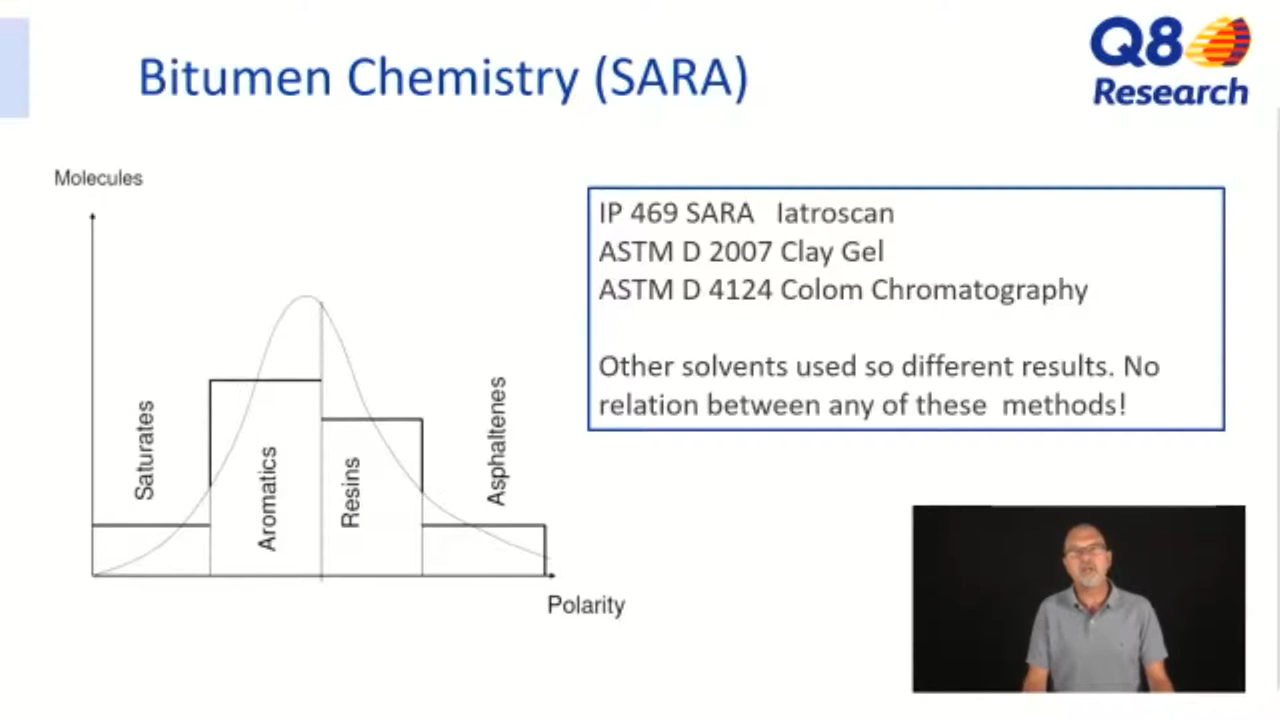 Bitumen Chemistry (SARA)
Q8
Research
Molecules
Saturates
Aromatics
Resins
Asphaltenes
Polarity
IP 469 SARA Iatroscan
ASTM D 2007 Clay Gel
ASTM D 4124 Colom Chromatography
Other solvents used so different results. No
relation between any of these methods!